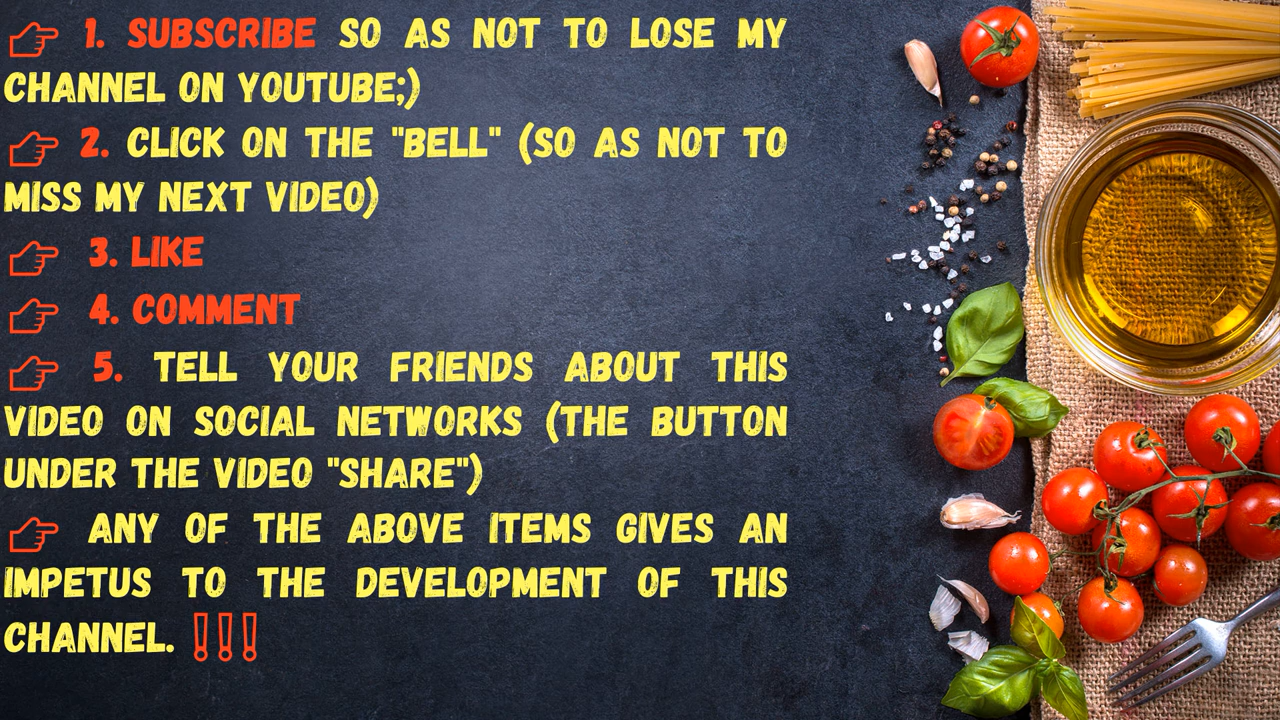 👉 1. SUBSCRIBE SO AS NOT TO LOSE MY
CHANNEL ON YOUTUBE;)
👉 2. CLICK ON THE "BELL" (SO AS NOT TO
MISS MY NEXT VIDEO)
👉 3. LIKE
👉 4. COMMENT
👉 5. TELL YOUR FRIENDS ABOUT THIS
VIDEO ON SOCIAL NETWORKS (THE BUTTON
UNDER THE VIDEO "SHARE")
👉 ANY OF THE ABOVE ITEMS GIVES AN
IMPETUS TO THE DEVELOPMENT OF THIS
CHANNEL. !!!